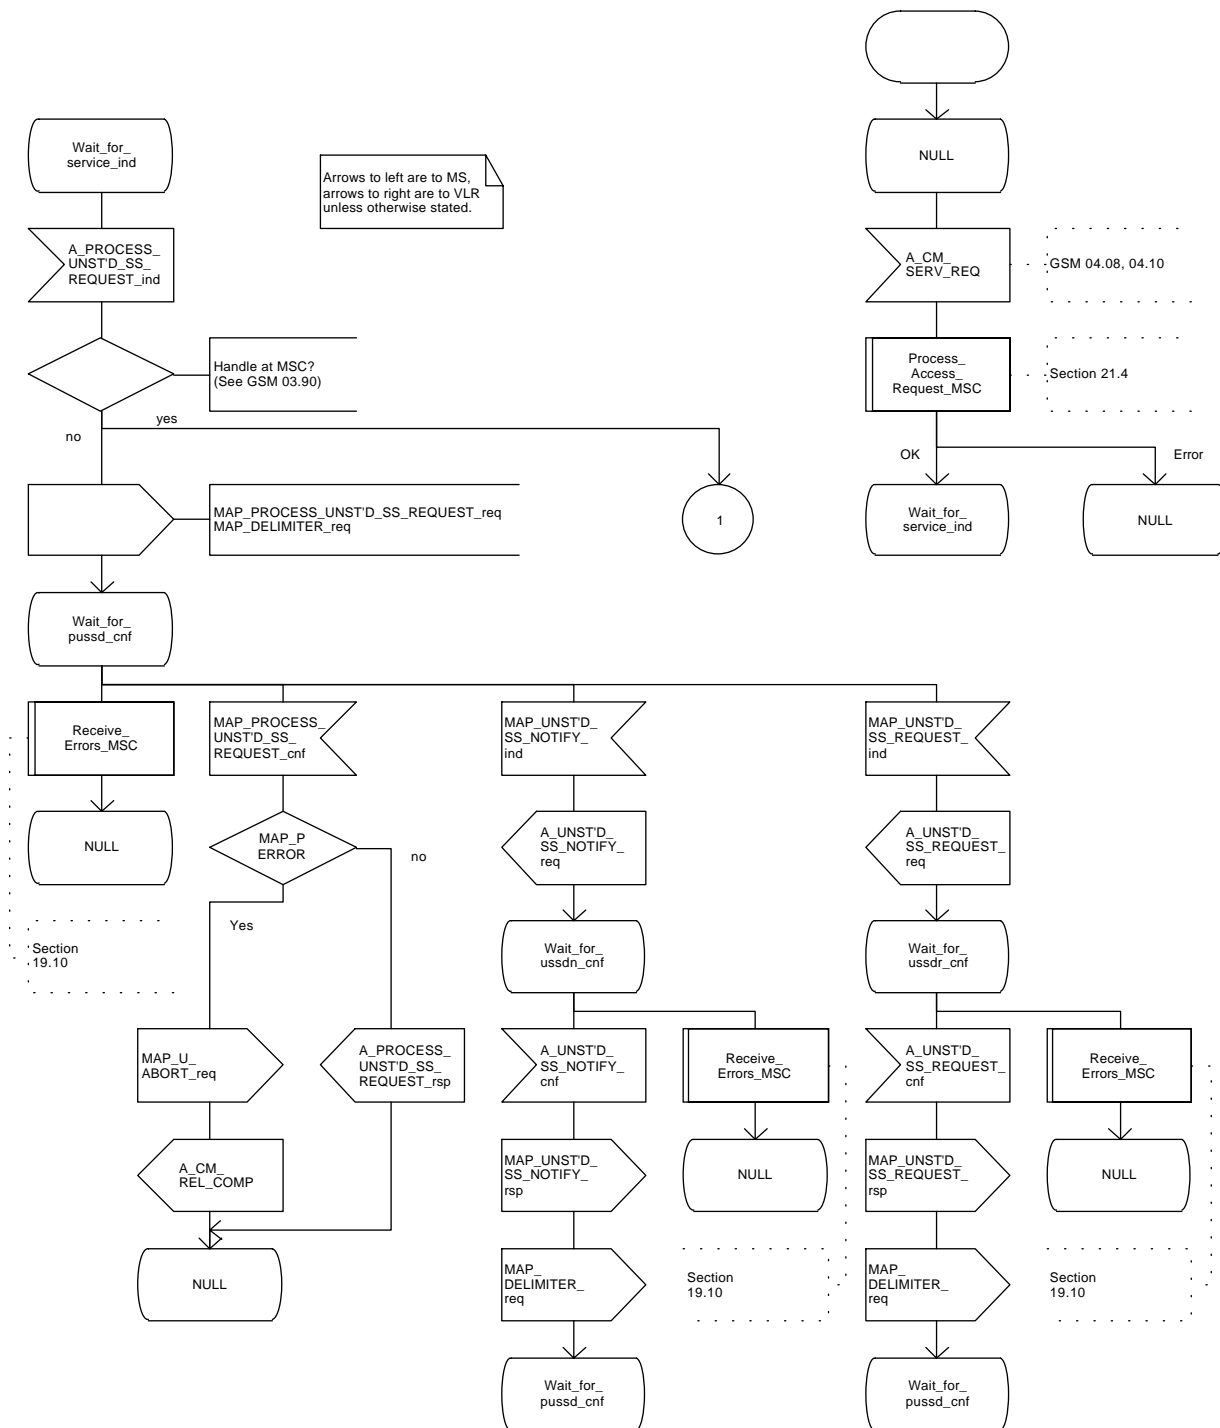 NULL
Wait_for_
service_ind
Arrows to left are to MS,
arrows to right are to VLR
unless otherwise stated.
A_PROCESS_
UNST'D_SS_
REQUEST_ind
A_CM_
SERV_REQ
GSM 04.08, 04.10
Handle at MSC?
(See GSM 03.90)
Process_
Access_
Request_MSC
Section 21.4
yes
no
OK
Error
MAP_PROCESS_UNST'D_SS_REQUEST_req
MAP_DELIMITER_req
1
Wait_for_
service_ind
NULL
Wait_for_
pussd_cnf
Receive_
Errors_MSC
MAP_PROCESS_
UNST'D_SS_
REQUEST_cnf
MAP_UNST'D_
SS_NOTIFY_
ind
MAP_UNST'D_
SS_REQUEST_
ind
NULL
MAP_P
ERROR
no
A_UNST'D_
SS_NOTIFY_
req
A_UNST'D_
SS_REQUEST_
req
Yes
Section
19.10
Wait_for_
ussdn_cnf
Wait_for_
ussdr_cnf
MAP_U_
ABORT_req
A_PROCESS_
UNST'D_SS_
REQUEST_rsp
A_UNST'D_
SS_NOTIFY_
cnf
Receive_
Errors_MSC
A_UNST'D_
SS_REQUEST_
cnf
Receive_
Errors_MSC
A_CM_
REL_COMP
MAP_UNST'D_
SS_NOTIFY_
rsp
NULL
MAP_UNST'D_
SS_REQUEST_
rsp
NULL
NULL
MAP_
DELIMITER_
req
Section
19.10
MAP_
DELIMITER_
req
Section
19.10
Wait_for_
pussd_cnf
Wait_for_
pussd_cnf